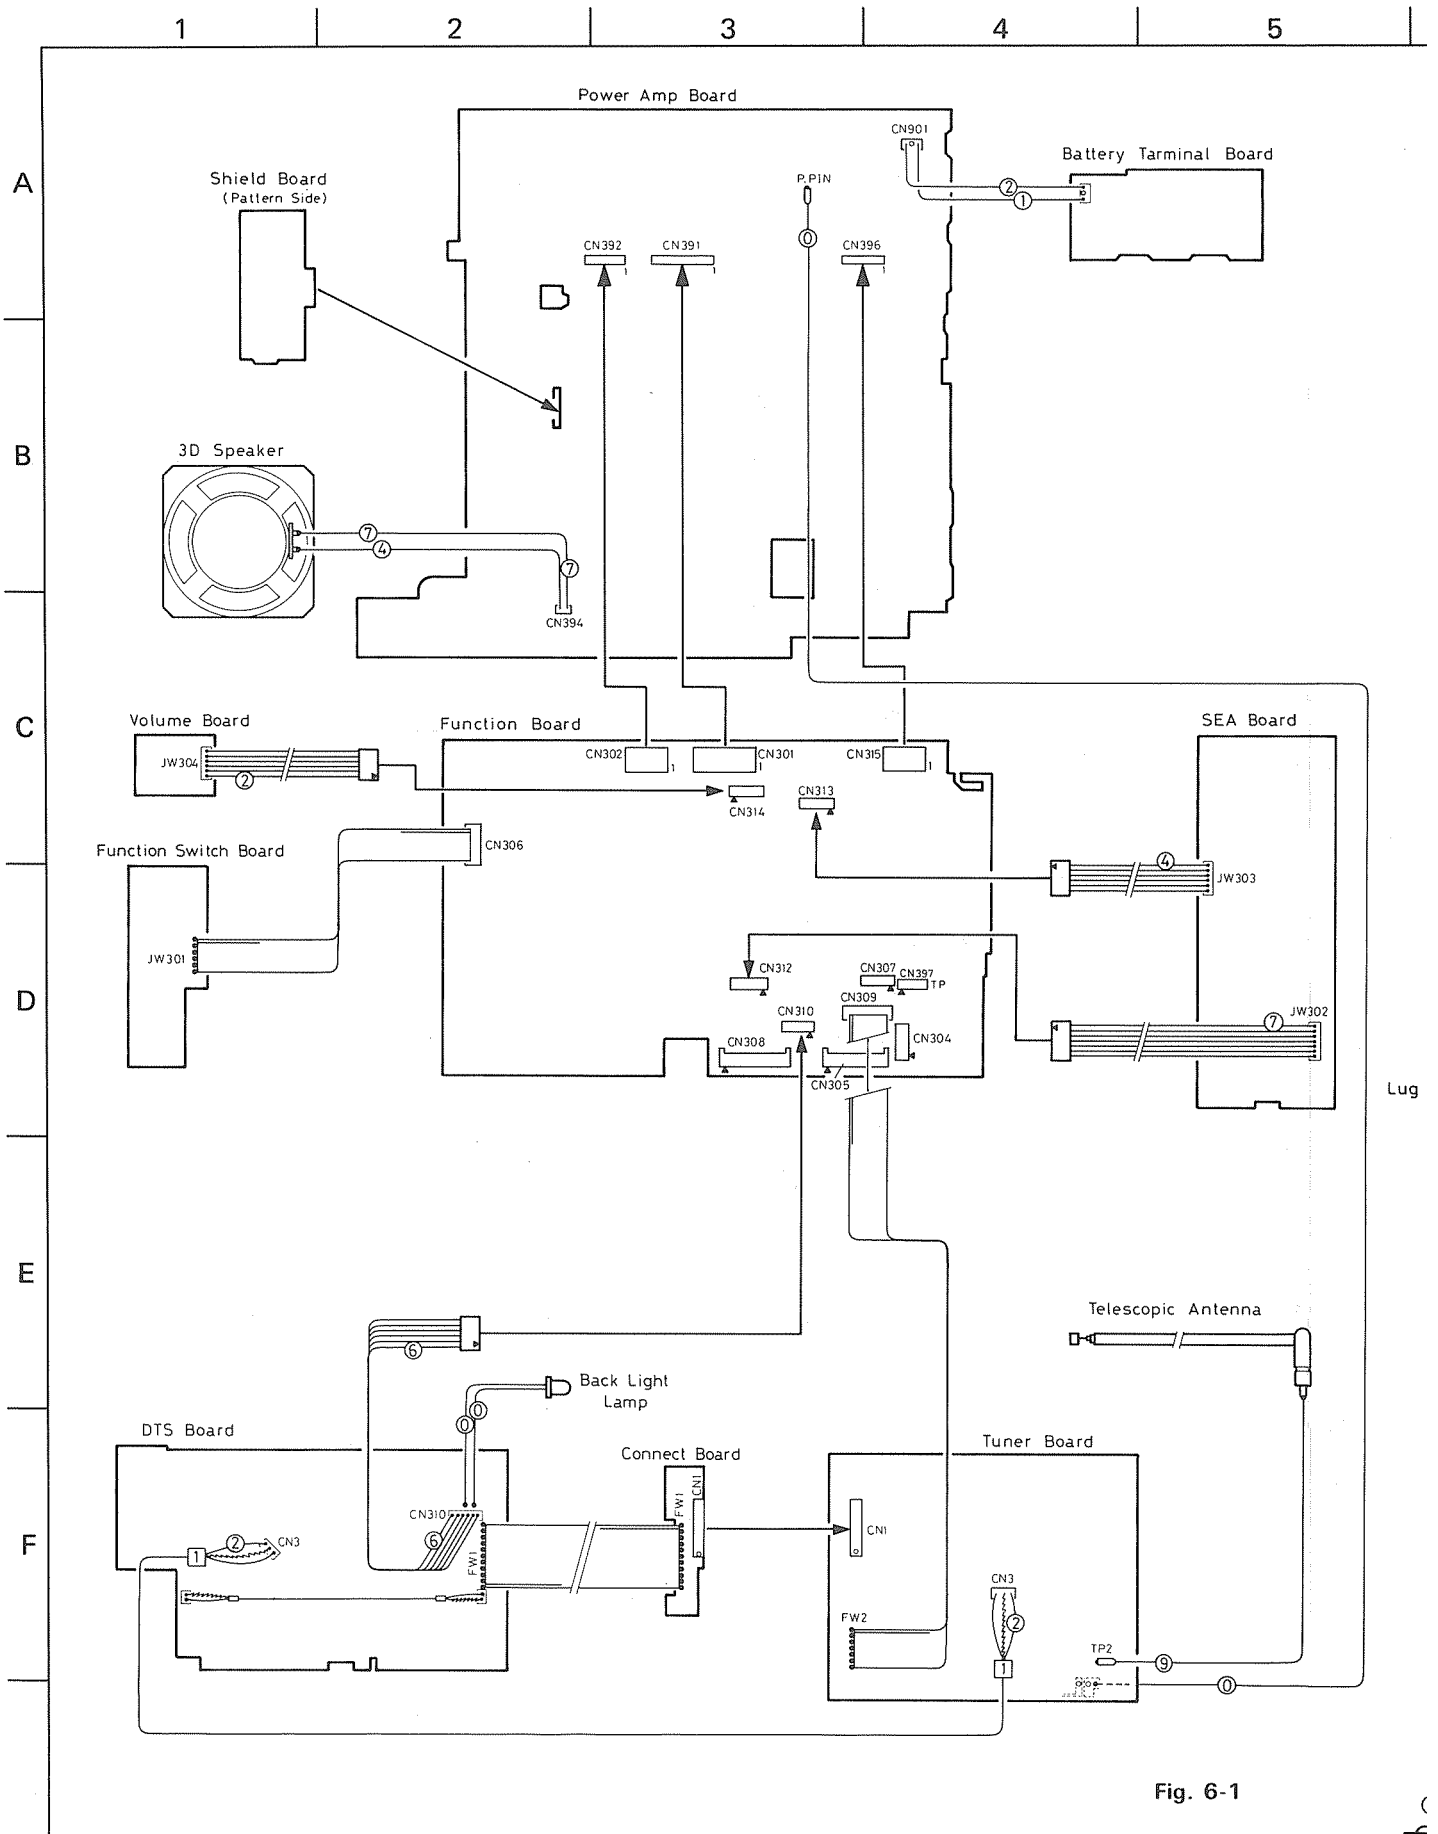 1 2 3 4 5
Power Amp Board
CN901
Battery Tarminal Board
A
Shield Board
(Pattern Side)
P.PIN
2
1
0
CN392
CN391
CN396
1
1
1
B
3D Speaker
7
4
7
CN394
C
Volume Board
Function Board
SEA Board
JW304
2
CN302
1
CN301
1
CN315
1
CN314
CN313
CN306
Function Switch Board
4
JW303
JW301
D
CN312
CN307
CN397
TP
CN309
CN310
JW302
7
CN308
CN304
CN305
Lug
E
Telescopic Antenna
6
Back Light
Lamp
0
0
DTS Board
Connect Board
Tuner Board
CN310
6
FW1
CN1
F
2
CN3
1
FW1
CN1
CN3
FW2
2
1
TP2
9
0
Fig. 6-1